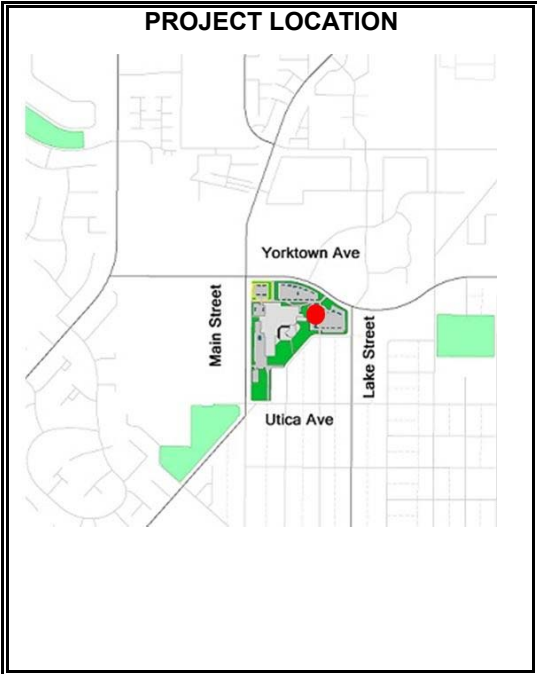 PROJECT LOCATION
Yorktown Ave
Main Street
Lake Street
Utica Ave